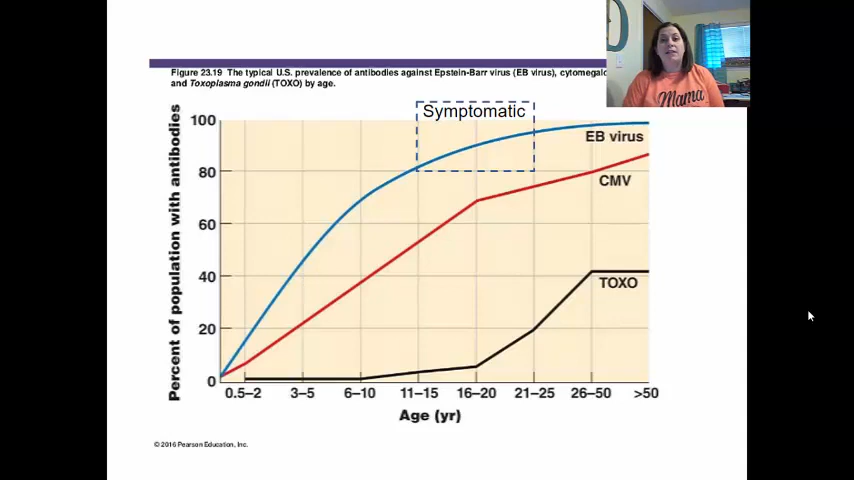 Figure 23.19 The typical U.S. prevalence of antibodies against Epstein-Barr virus (EB virus), cytomegalo
and Toxoplasma gondii (TOXO) by age.
Percent of population with antibodies
100
80
60
40
20
0
Symptomatic
EB virus
CMV
TOXO
0.5–2 3–5 6–10 11–15 16–20 21–25 26–50 >50
Age (yr)
© 2016 Pearson Education, Inc.
Mama